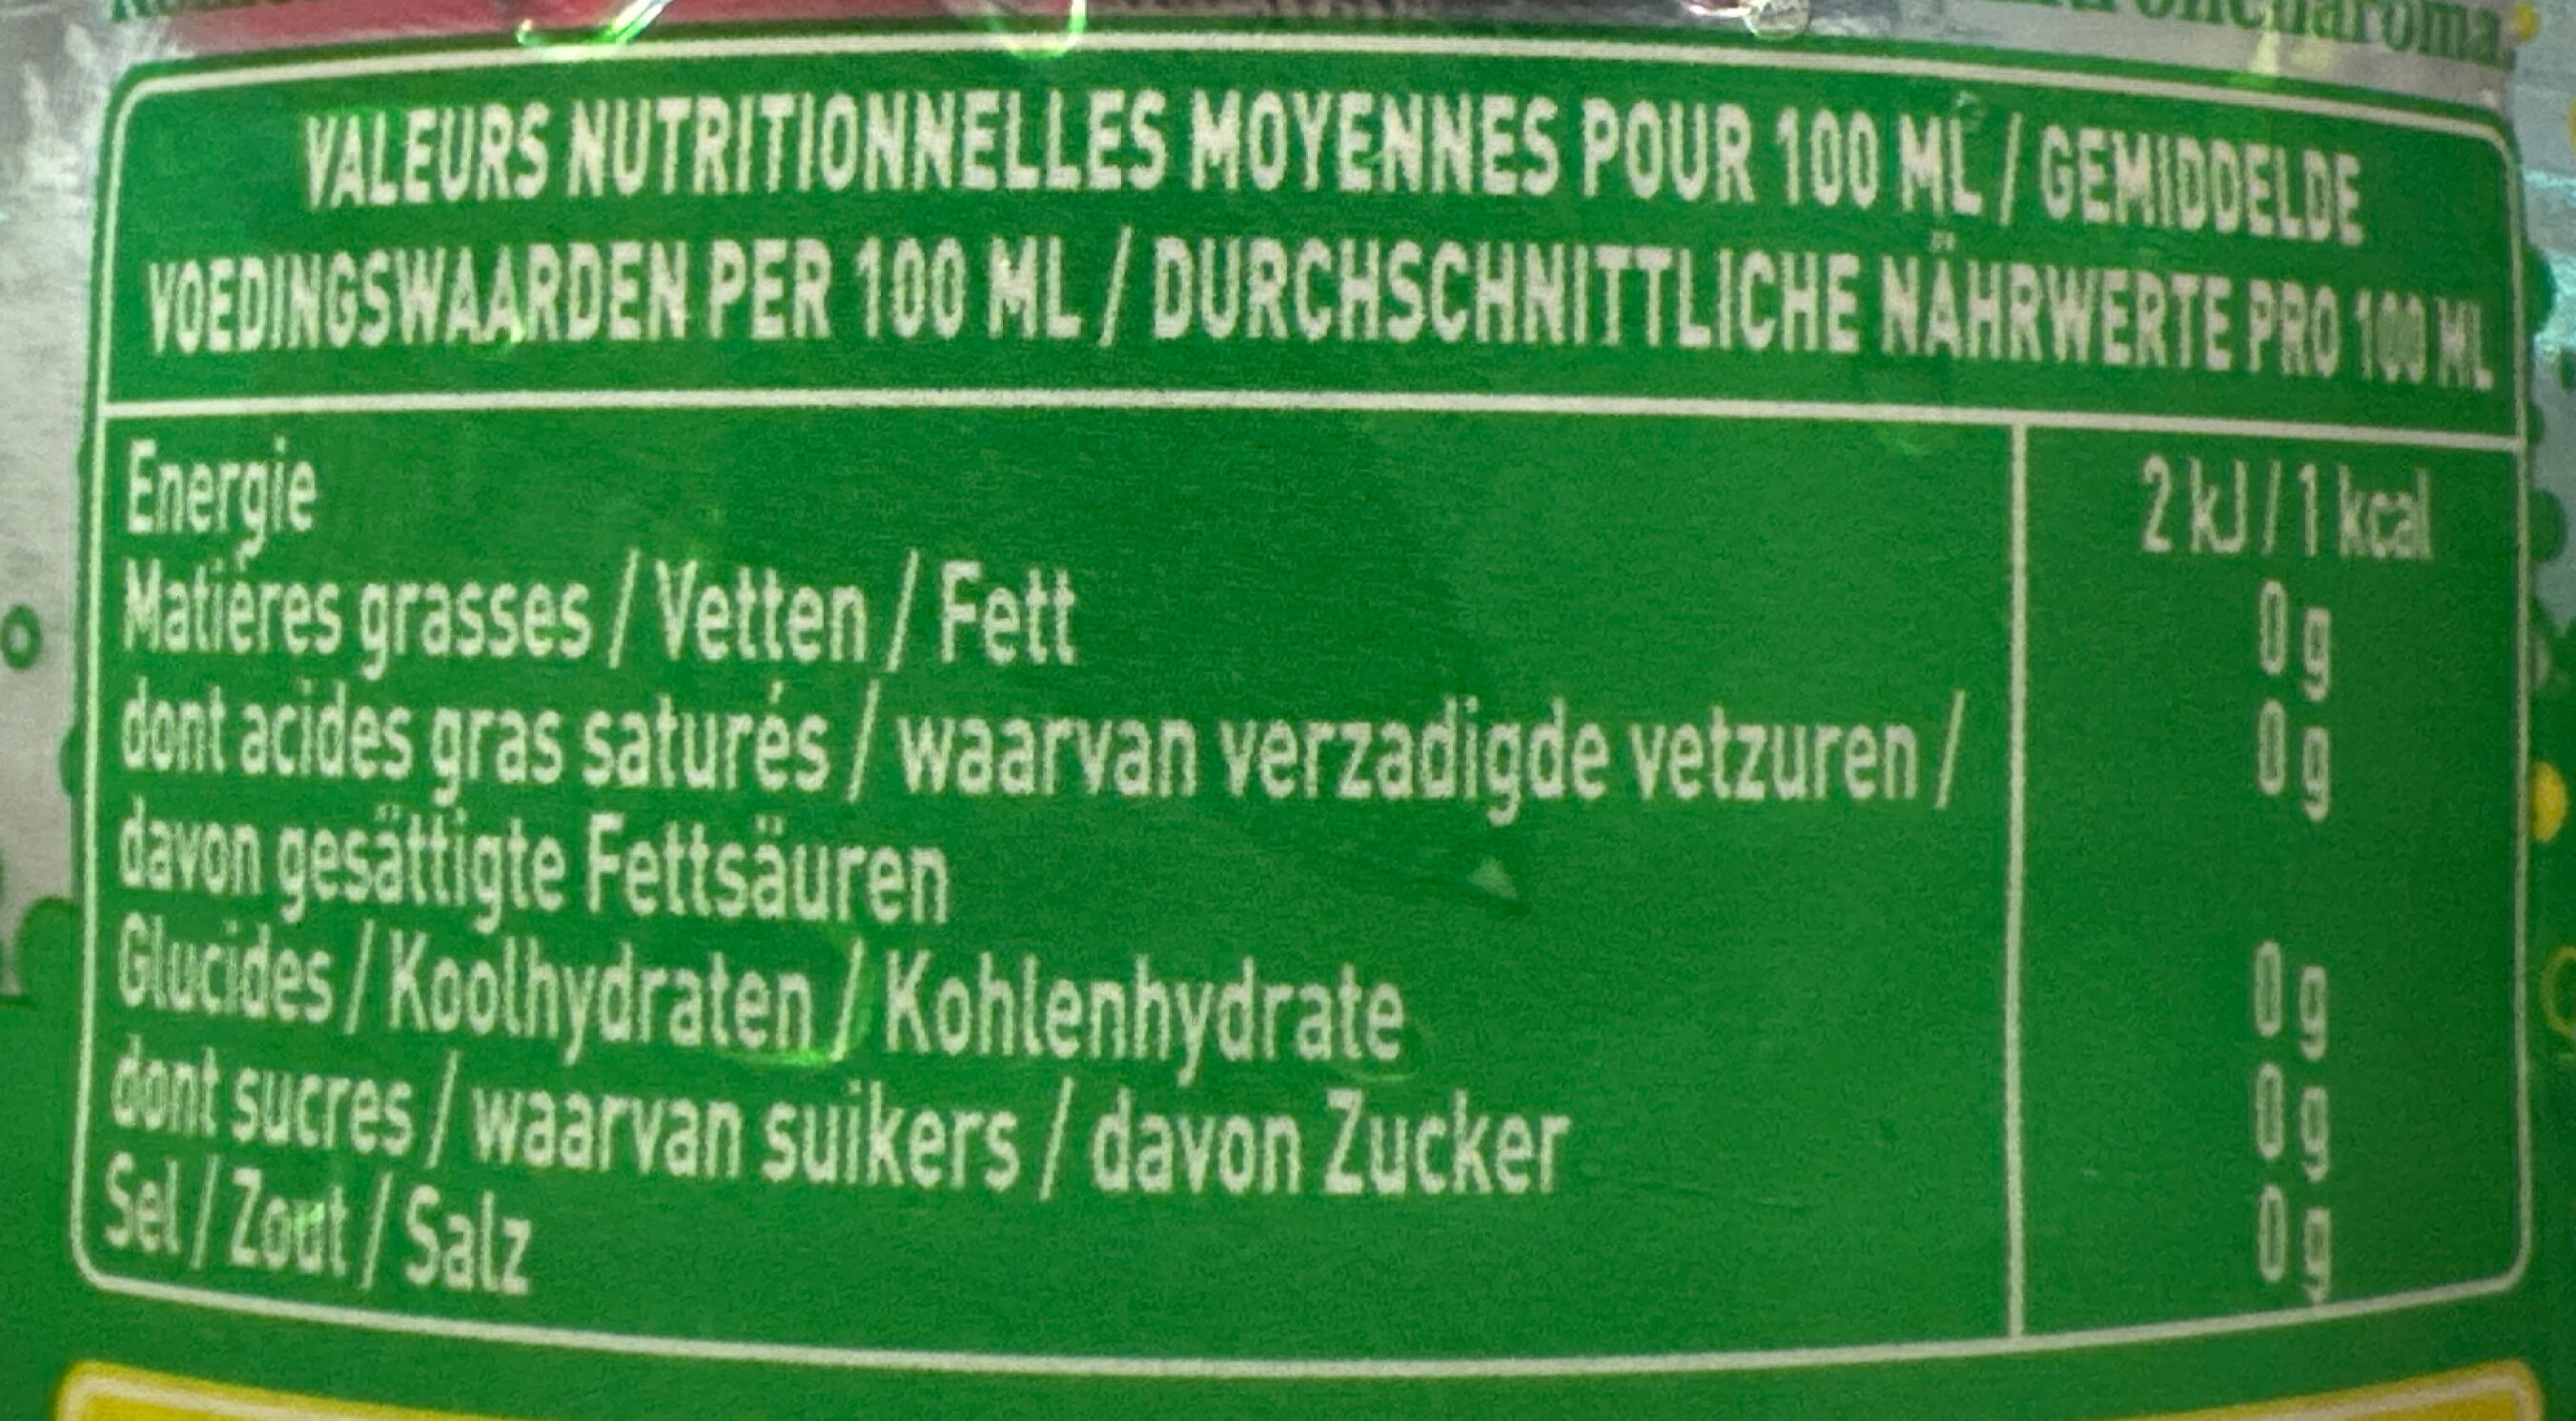 VALEURS NUTRITIONNELLES MOYENNES POUR 100 ML / GEMIDDELDE
VOEDINGSWAARDEN PER 100 ML / DURCHSCHNITTLICHE NÄHRWERTE PRO 100 ML
Energie 2 kJ / 1 kcal
Matières grasses / Vetten / Fett 0 g
dont acides gras saturés / waarvan verzadigde vetzuren / 0 g
davon gesättigte Fettsäuren
Glucides / Koolhydraten / Kohlenhydrate 0 g
dont sucres / waarvan suikers / davon Zucker 0 g
Sel / Zout / Salz 0 g